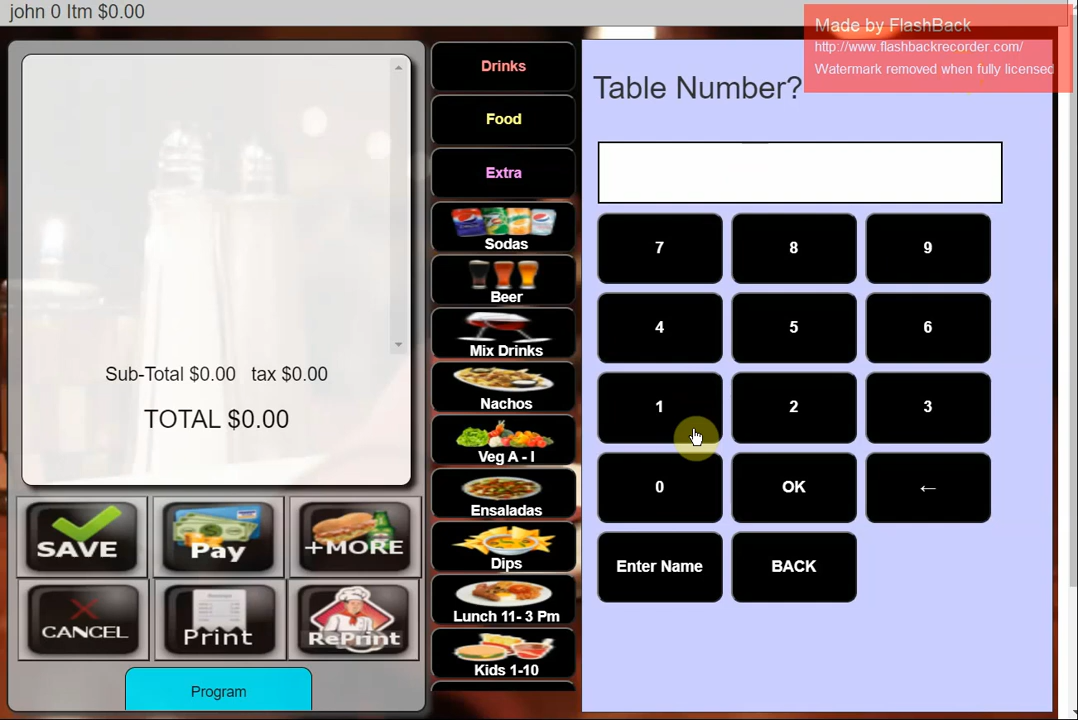 john 0 Itm $0.00
Made by FlashBack
http://www.flashbackrecorder.com/
Watermark removed when fully licensed
Sub-Total $0.00 tax $0.00
TOTAL $0.00
SAVE
Pay
+MORE
CANCEL
Print
RePrint
Program
Drinks
Food
Extra
Sodas
Beer
Mix Drinks
Nachos
Veg A - I
Ensaladas
Dips
Lunch 11- 3 Pm
Kids 1-10
Table Number?
7 8 9
4 5 6
1 2 3
0 OK ←
Enter Name BACK